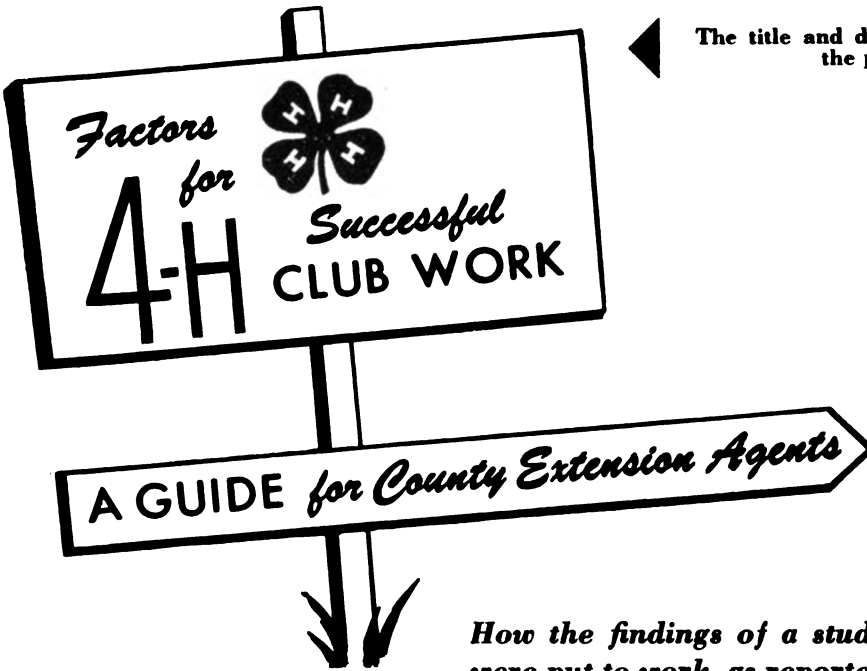 The title and d
the p
Factors
for
H H
H H
4-H
Successful
CLUB WORK
A GUIDE for County Extension Agents
How the findings of a stud
were put to work, as reporte